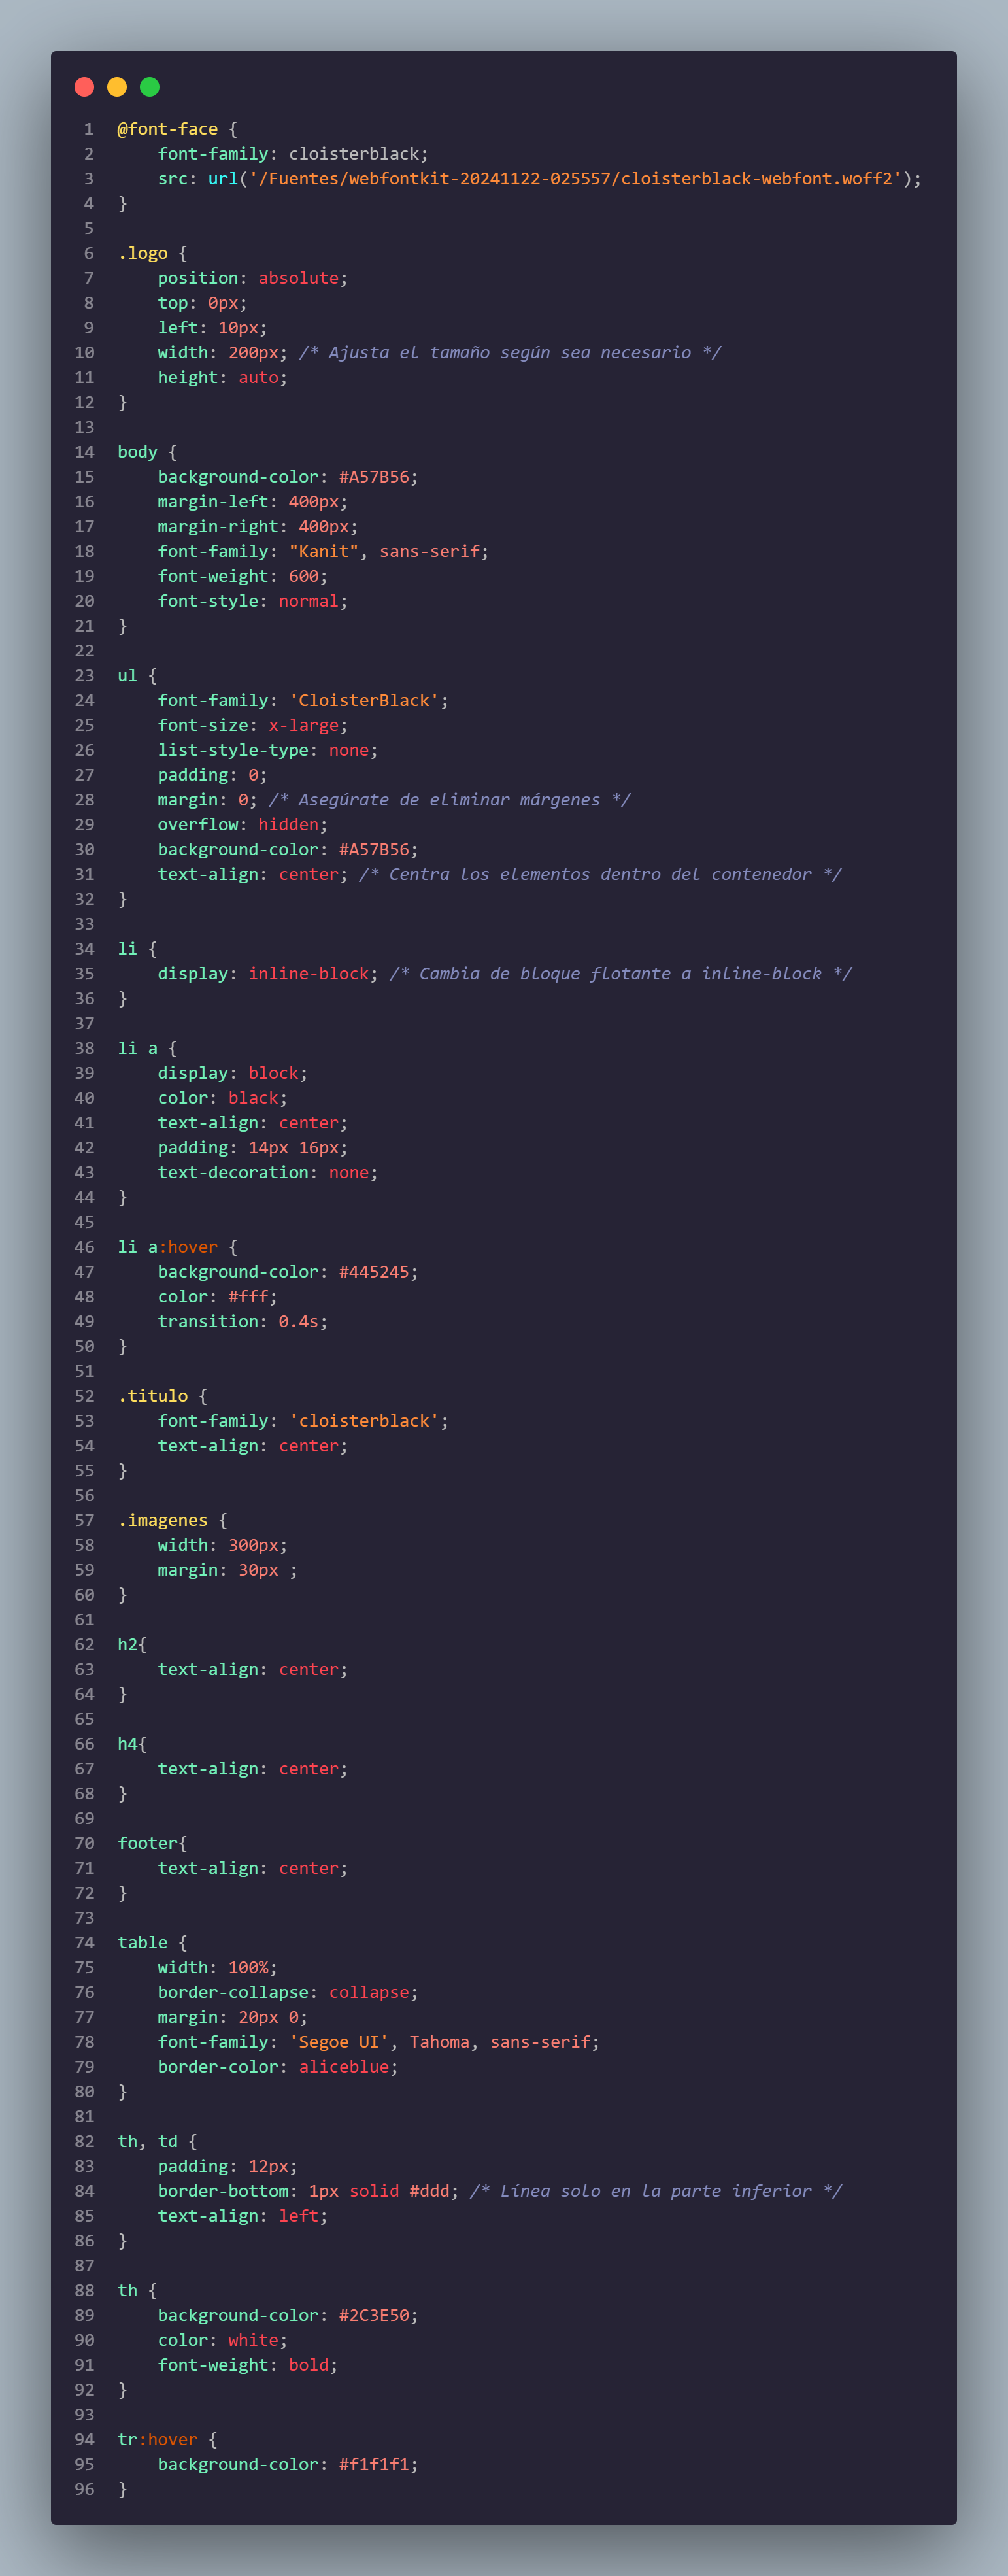 1 @font-face {
2     font-family: cloisterblack;
3     src: url('/Fuentes/webfontkit-20241122-025557/cloisterblack-webfont.woff2');
4 }
5
6 .logo {
7     position: absolute;
8     top: 0px;
9     left: 10px;
10     width: 200px; /* Ajusta el tamaño según sea necesario */
11     height: auto;
12 }
13
14 body {
15     background-color: #A57B56;
16     margin-left: 400px;
17     margin-right: 400px;
18     font-family: "Kanit", sans-serif;
19     font-weight: 600;
20     font-style: normal;
21 }
22
23 ul {
24     font-family: 'CloisterBlack';
25     font-size: x-large;
26     list-style-type: none;
27     padding: 0;
28     margin: 0; /* Asegúrate de eliminar márgenes */
29     overflow: hidden;
30     background-color: #A57B56;
31     text-align: center; /* Centra los elementos dentro del contenedor */
32 }
33
34 li {
35     display: inline-block; /* Cambia de bloque flotante a inline-block */
36 }
37
38 li a {
39     display: block;
40     color: black;
41     text-align: center;
42     padding: 14px 16px;
43     text-decoration: none;
44 }
45
46 li a:hover {
47     background-color: #445245;
48     color: #fff;
49     transition: 0.4s;
50 }
51
52 .titulo {
53     font-family: 'cloisterblack';
54     text-align: center;
55 }
56
57 .imagenes {
58     width: 300px;
59     margin: 30px ;
60 }
61
62 h2{
63     text-align: center;
64 }
65
66 h4{
67     text-align: center;
68 }
69
70 footer{
71     text-align: center;
72 }
73
74 table {
75     width: 100%;
76     border-collapse: collapse;
77     margin: 20px 0;
78     font-family: 'Segoe UI', Tahoma, sans-serif;
79     border-color: aliceblue;
80 }
81
82 th, td {
83     padding: 12px;
84     border-bottom: 1px solid #ddd; /* Línea solo en la parte inferior */
85     text-align: left;
86 }
87
88 th {
89     background-color: #2C3E50;
90     color: white;
91     font-weight: bold;
92 }
93
94 tr:hover {
95     background-color: #f1f1f1;
96 }